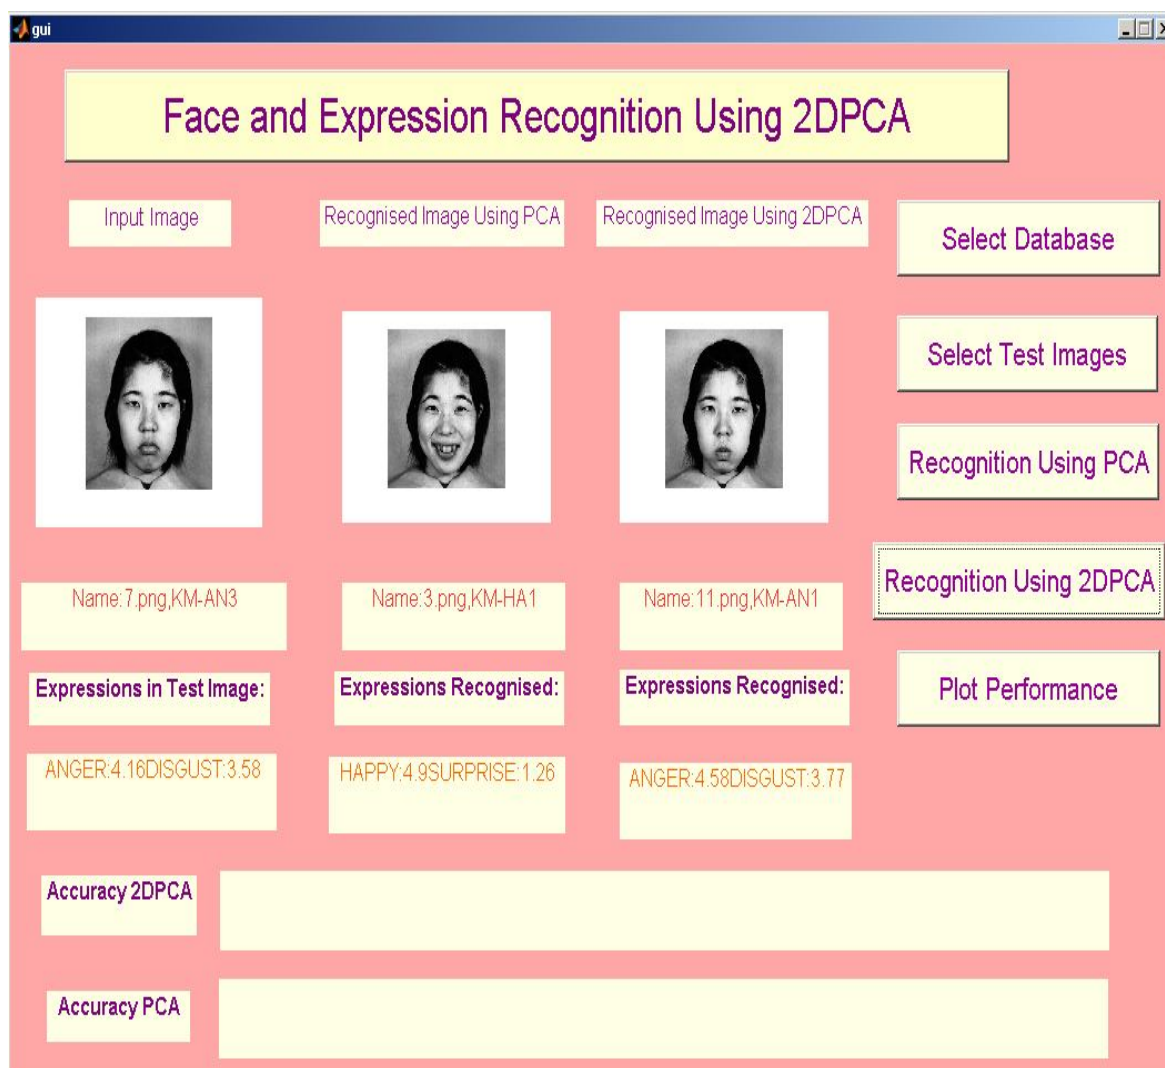 gui
Face and Expression Recognition Using 2DPCA
Input Image
Recognised Image Using PCA
Recognised Image Using 2DPCA
Select Database
Select Test Images
Recognition Using PCA
Recognition Using 2DPCA
Plot Performance
Name:7.png,KM-AN3
Name:3.png,KM-HA1
Name:11.png,KM-AN1
Expressions in Test Image:
Expressions Recognised:
Expressions Recognised:
ANGER:4.16DISGUST:3.58
HAPPY:4.9SURPRISE:1.26
ANGER:4.58DISGUST:3.77
Accuracy 2DPCA
Accuracy PCA